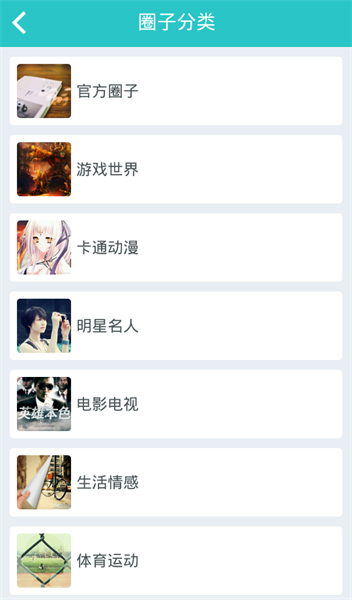 圈子分类
官方圈子
游戏世界
卡通动漫
明星名人
英雄本色
电影电视
生活情感
体育运动